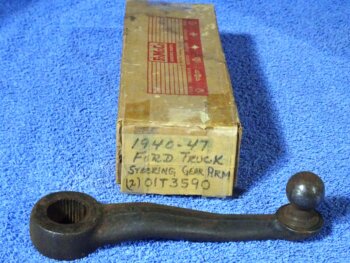 1940-47
FORD TRUCK
STEERING GEAR ARM
(2) 01T3590